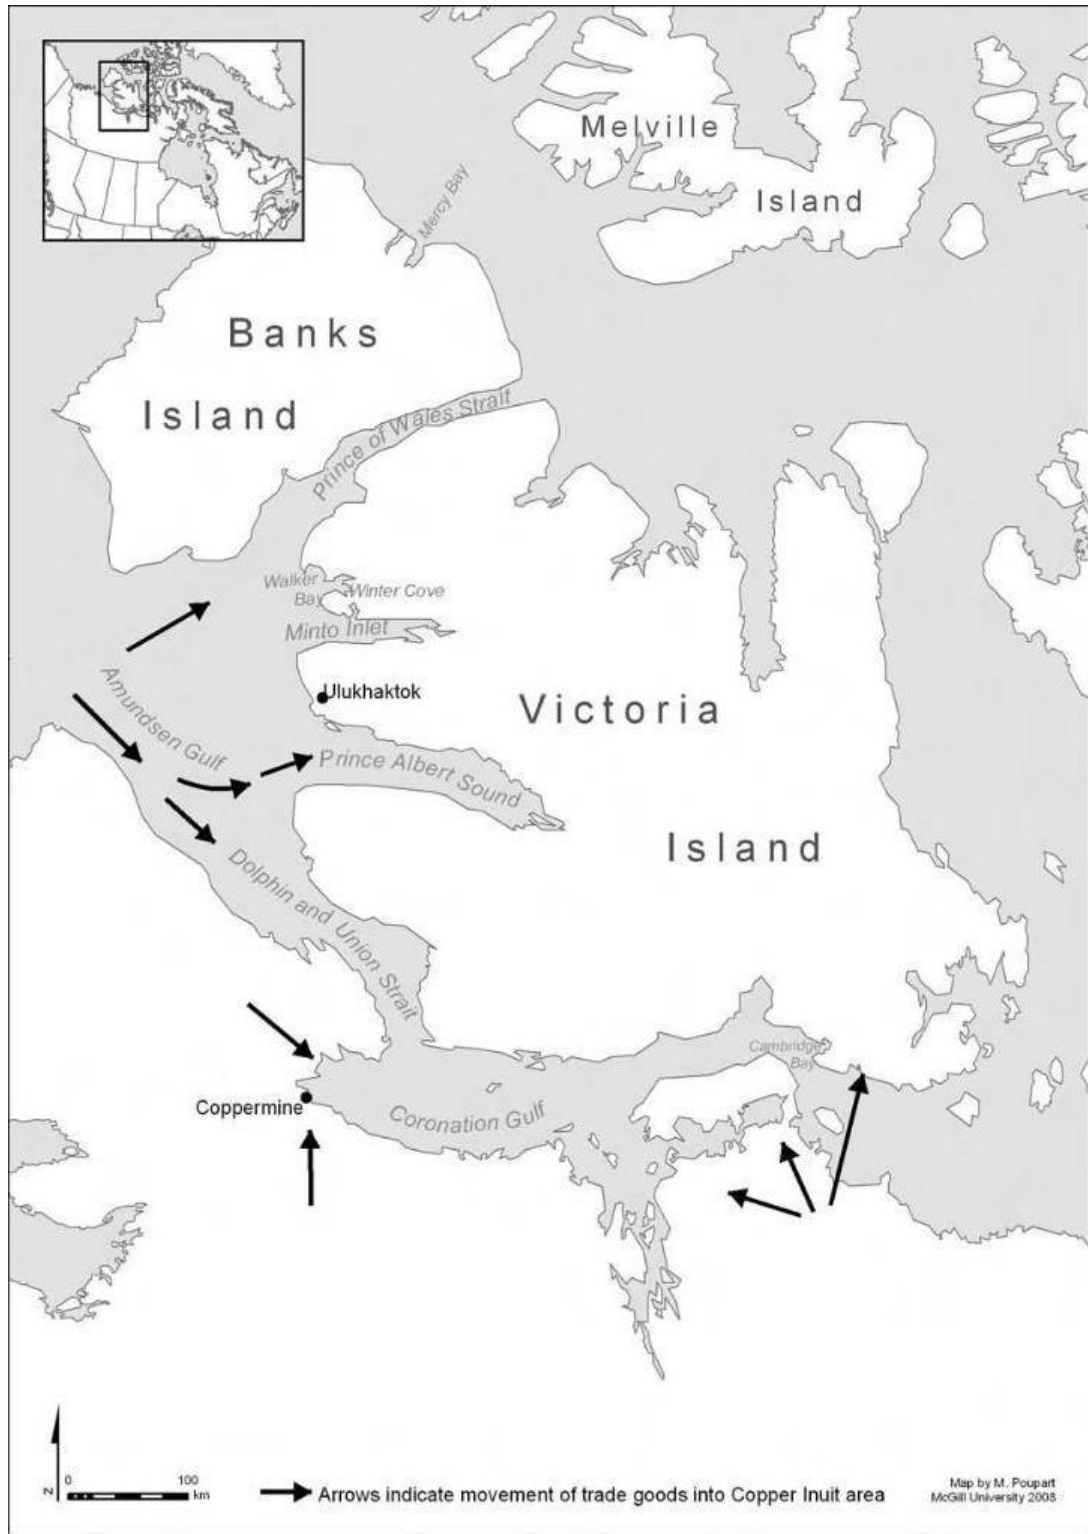 Melville
Island
Mercy Bay
Banks
Island
Prince of Wales Strait
Walker
Bay
Winter Cove
Minto Inlet
Ulukhaktok
Amundsen Gulf
Victoria
Prince Albert Sound
Island
Dolphin and Union Strait
Cambridge
Bay
Coppermine
Coronation Gulf
N
0 100
km
Arrows indicate movement of trade goods into Copper Inuit area
Map by M. Poupart
McGill University 2008